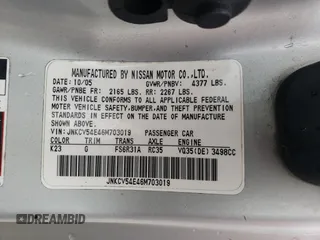 MANUFACTURED BY NISSAN MOTOR CO.,LTD.
DATE: 10/05 GVWR/PNBV: 4377 LBS.
GAWR/PNBE FR: 2165 LBS RR: 2267 LBS.
THIS VEHICLE CONFORMS TO ALL APPLICABLE FEDERAL
MOTOR VEHICLE SAFETY,BUMPER,AND THEFT PREVENTION
STANDARDS IN EFFECT ON THE DATE OF MANUFACTURE
SHOWN ABOVE.
VIN: JNKCV54E46M703019 PASSENGER CAR
COLOR TRIM TRANS AXLE ENGINE
K23 G FS6R31A RC35 VQ35(DE)3498CC
JNKCV54E46M703019
DREAMBID